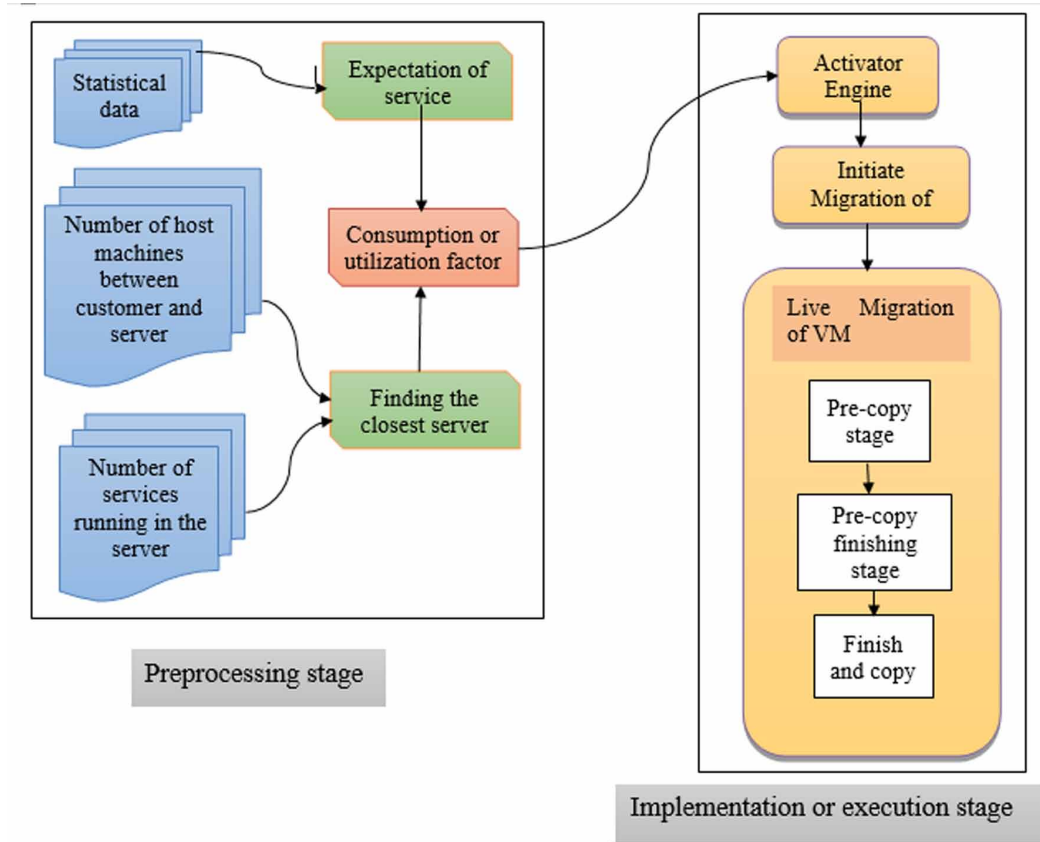 Statistical
data
Expectation of
service
Number of host
machines
between
customer and
server
Consumption or
utilization factor
Finding the
closest server
Number of
services
running in the
server
Preprocessing stage
Activator
Engine
Initiate
Migration of
Live Migration
of VM
Pre-copy
stage
Pre-copy
finishing
stage
Finish
and copy
Implementation or execution stage